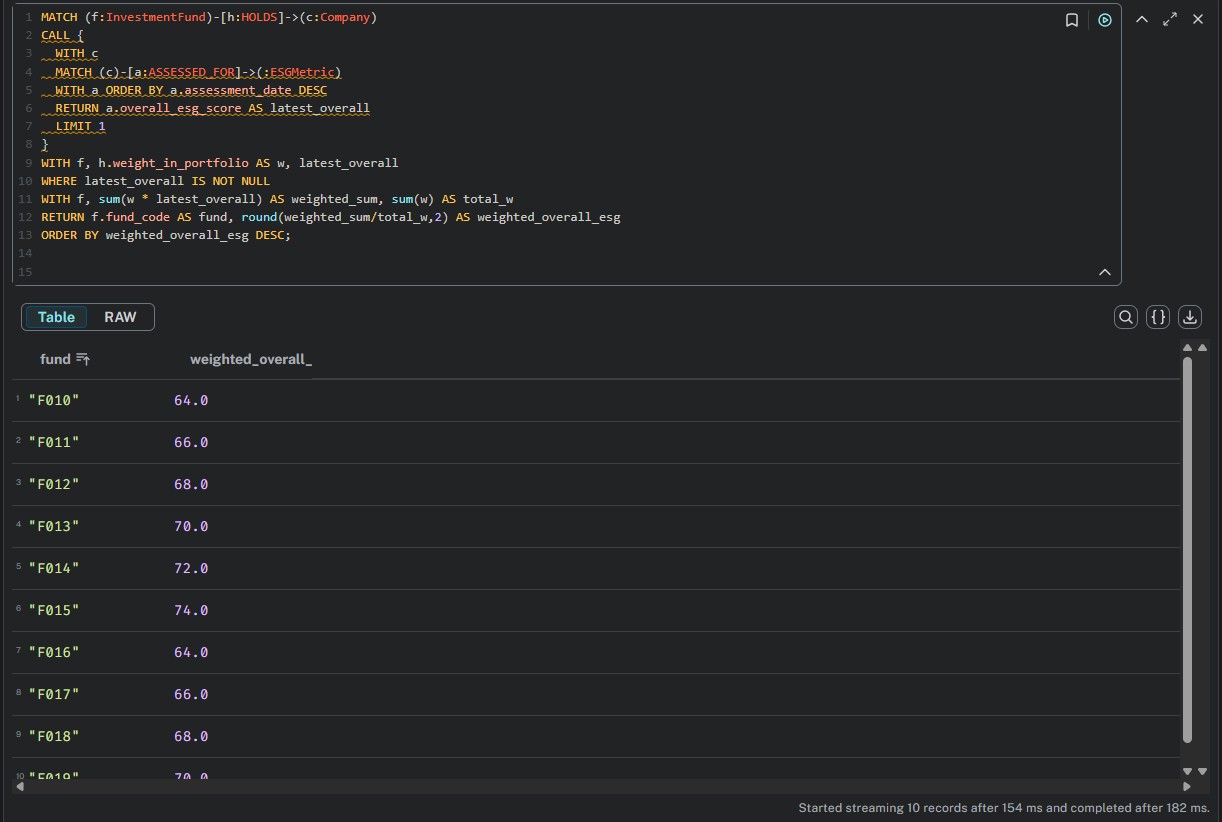 1 MATCH (f:InvestmentFund)-[h:HOLDS]->(c:Company)
2 CALL {
3   WITH c
4   MATCH (c)-[a:ASSESSED_FOR]->(:ESGMetric)
5   WITH a ORDER BY a.assessment_date DESC
6   RETURN a.overall_esg_score AS latest_overall
7   LIMIT 1
8 }
9 WITH f, h.weight_in_portfolio AS w, latest_overall
10 WHERE latest_overall IS NOT NULL
11 WITH f, sum(w * latest_overall) AS weighted_sum, sum(w) AS total_w
12 RETURN f.fund_code AS fund, round(weighted_sum/total_w,2) AS weighted_overall_esg
13 ORDER BY weighted_overall_esg DESC;
14
15
Table RAW
fund weighted_overall_
1 "F010" 64.0
2 "F011" 66.0
3 "F012" 68.0
4 "F013" 70.0
5 "F014" 72.0
6 "F015" 74.0
7 "F016" 64.0
8 "F017" 66.0
9 "F018" 68.0
10 "F019" 70.0
Started streaming 10 records after 154 ms and completed after 182 ms.